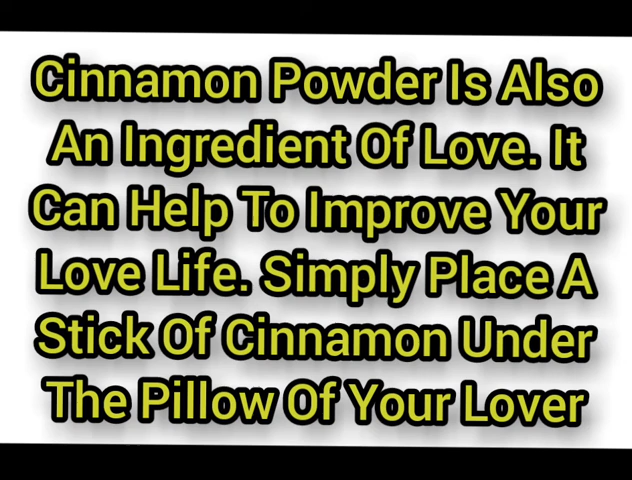 Cinnamon Powder Is Also
An Ingredient Of Love. It
Can Help To Improve Your
Love Life. Simply Place A
Stick Of Cinnamon Under
The Pillow Of Your Lover